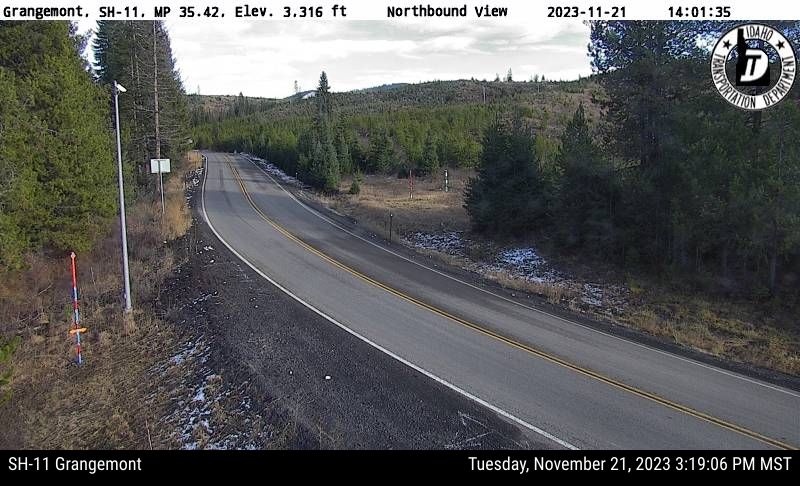 Grangemont, SH-11, MP 35.42, Elev. 3,316 ft Northbound View 2023-11-21 14:01:35
IDAHO
TRANSPORTATION DEPARTMENT
SH-11 Grangemont Tuesday, November 21, 2023 3:19:06 PM MST